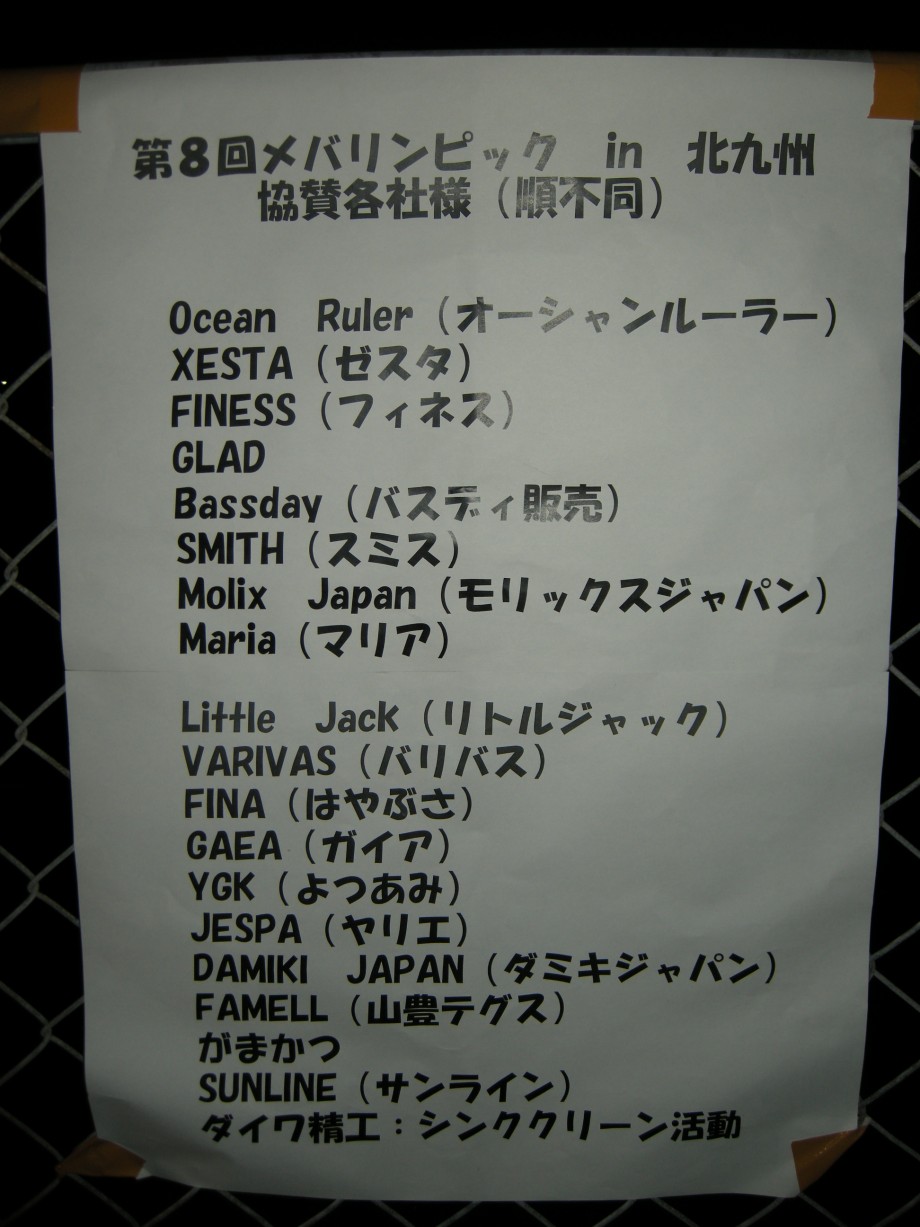 第8回メバリンピック　in　北九州
協賛各社様（順不同）
Ocean　Ruler（オーシャンルーラー）
XESTA（ゼスタ）
FINESS（フィネス）
GLAD
Bassday（バスディ販売）
SMITH（スミス）
Molix　Japan（モリックスジャパン）
Maria（マリア）
Little　Jack（リトルジャック）
VARIVAS（バリバス）
FINA（はやぶさ）
GAEA（ガイア）
YGK（よつあみ）
JESPA（ヤリエ）
DAMIKI　JAPAN（ダミキジャパン）
FAMELL（山豊テグス）
がまかつ
SUNLINE（サンライン）
ダイワ精工：シンククリーン活動